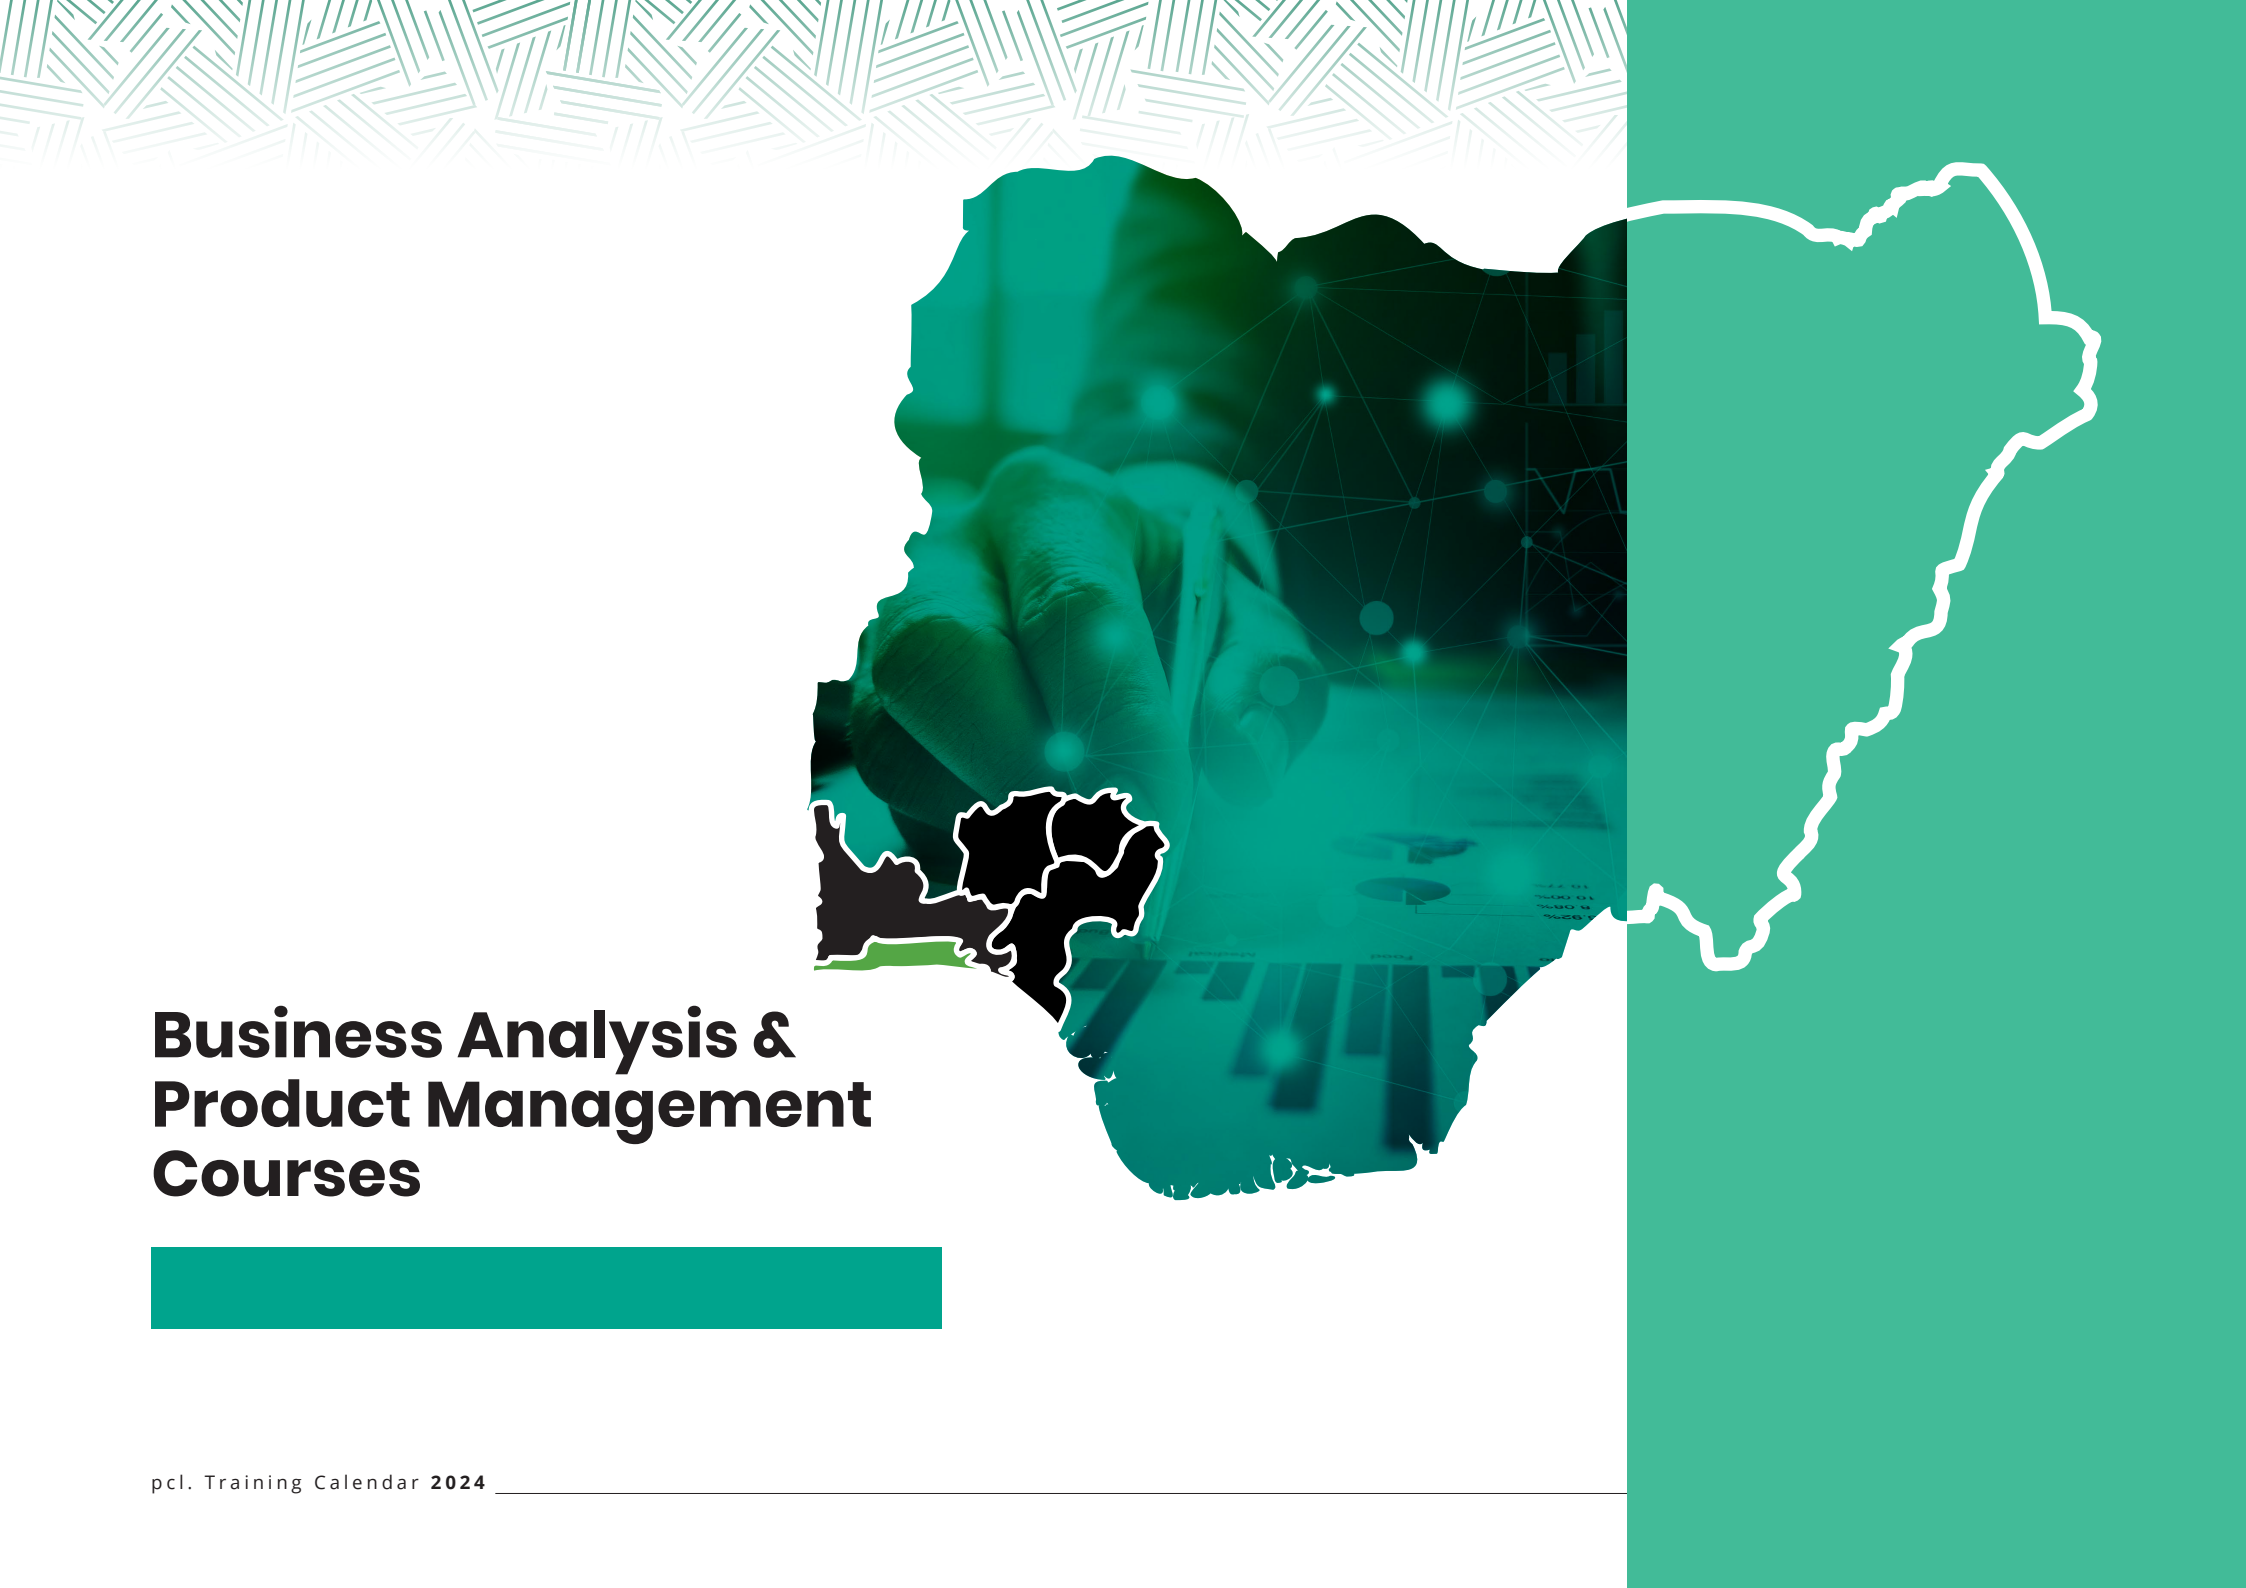 Business Analysis &
Product Management
Courses
pcl. Training Calendar 2024